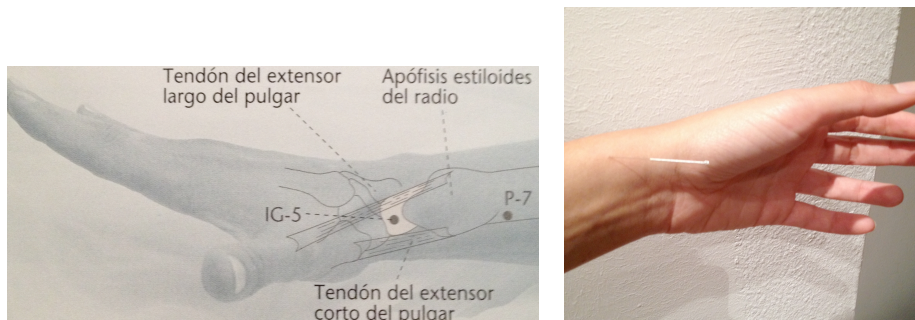 Tendón del extensor
largo del pulgar
Apófisis estiloides
del radio
IG-5
P-7
Tendón del extensor
corto del pulgar